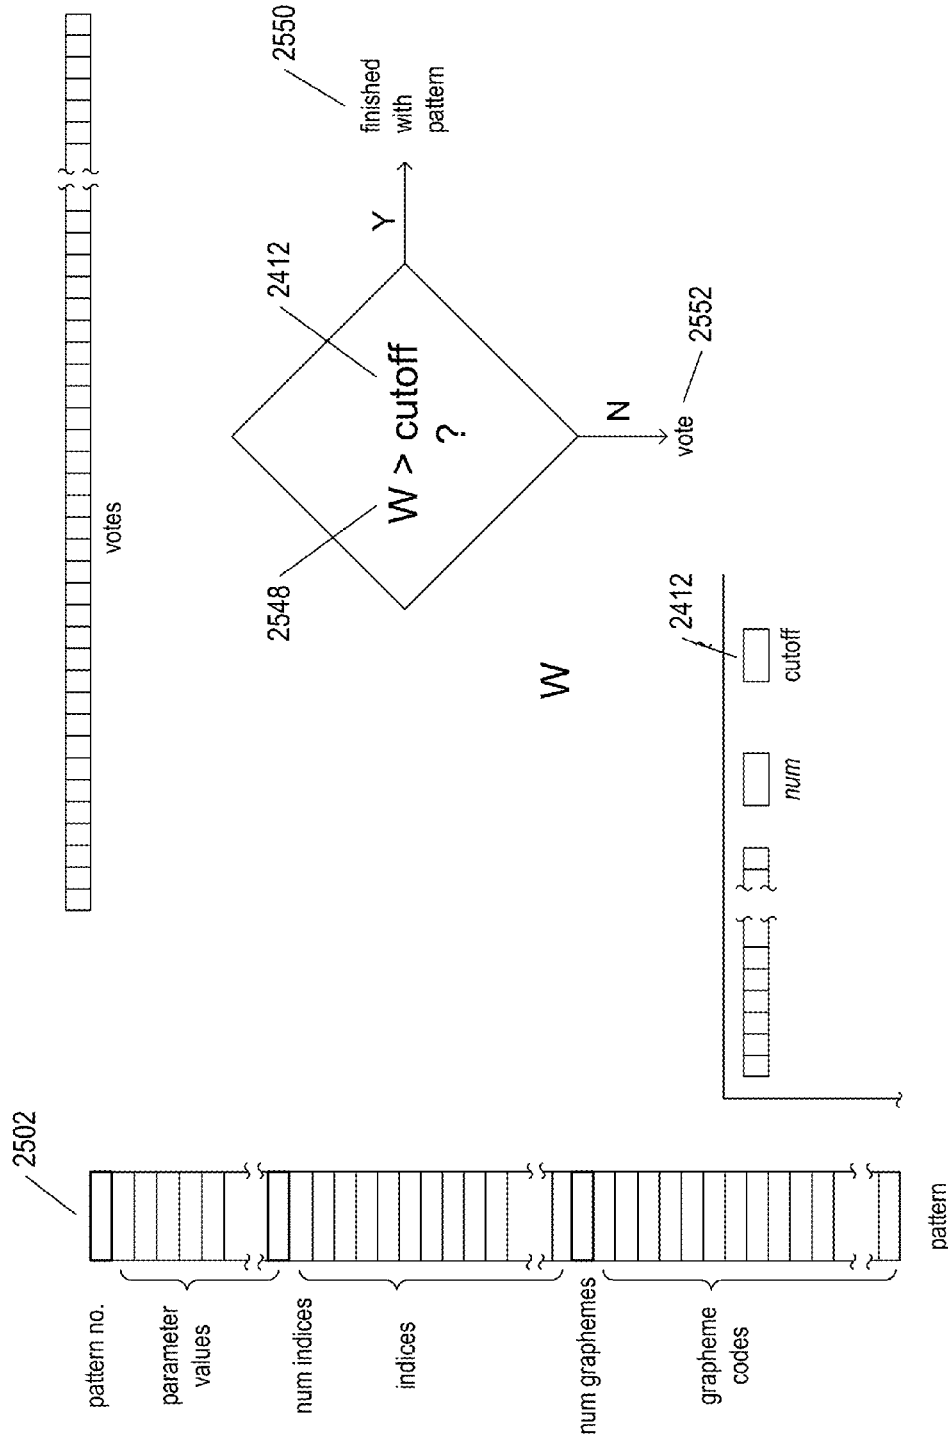 2502
pattern no.
parameter
values
num indices
indices
num graphemes
grapheme
codes
pattern
votes
2548
2412
W > cutoff
?
Y
finished
with
pattern
2550
N
vote
2552
W
2412
num
cutoff